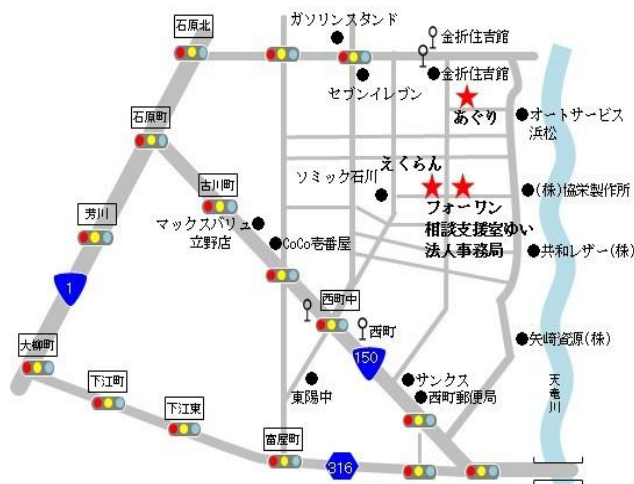 石原北
ガソリンスタンド
金折住吉館
セブンイレブン
金折住吉館
あぐり
オートサービス
浜松
石原町
古川町
えくらん
ソミック石川
(株)協栄製作所
フォーワン
相談支援室ゆい
法人事務局
マックスバリュ
立野店
CoCo壱番屋
共和レザー(株)
芳川
1
西町中
西町
150
矢崎資源(株)
大柳町
下江町
下江東
東陽中
サンクス
西町郵便局
天竜川
富屋町
316